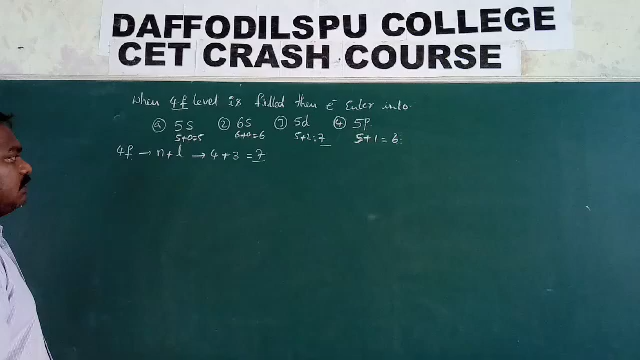 DAFFODILSPU COLLEGE
CET CRASH COURSE
When 4f level is filled then e⁻ Enter into.
ⓐ 5S ② 6S ③ 5d ④ 5p.
5+0=5 6+0=6 5+2=7 5+1=6
4f → n+l → 4+3=7